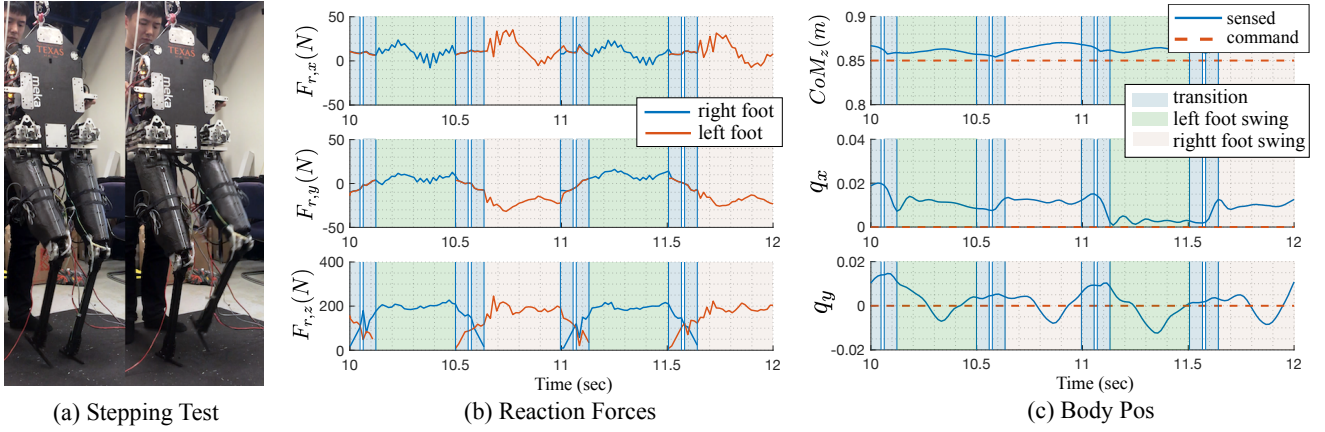 TEXAS
meka
TEXAS
meka
(a) Stepping Test
F_{r,x}(N)
50
0
-50
10
10.5
11
11.5
12
right foot
left foot
F_{r,y}(N)
50
0
-50
10
10.5
11
11.5
12
F_{r,z}(N)
400
200
0
10
10.5
11
11.5
12
Time (sec)
(b) Reaction Forces
CoM_z(m)
0.9
0.85
0.8
10
10.5
11
11.5
12
sensed
command
transition
left foot swing
rightt foot swing
q_x
0.04
0.02
0
10
10.5
11
11.5
12
q_y
0.02
0
-0.02
10
10.5
11
11.5
12
Time (sec)
(c) Body Pos